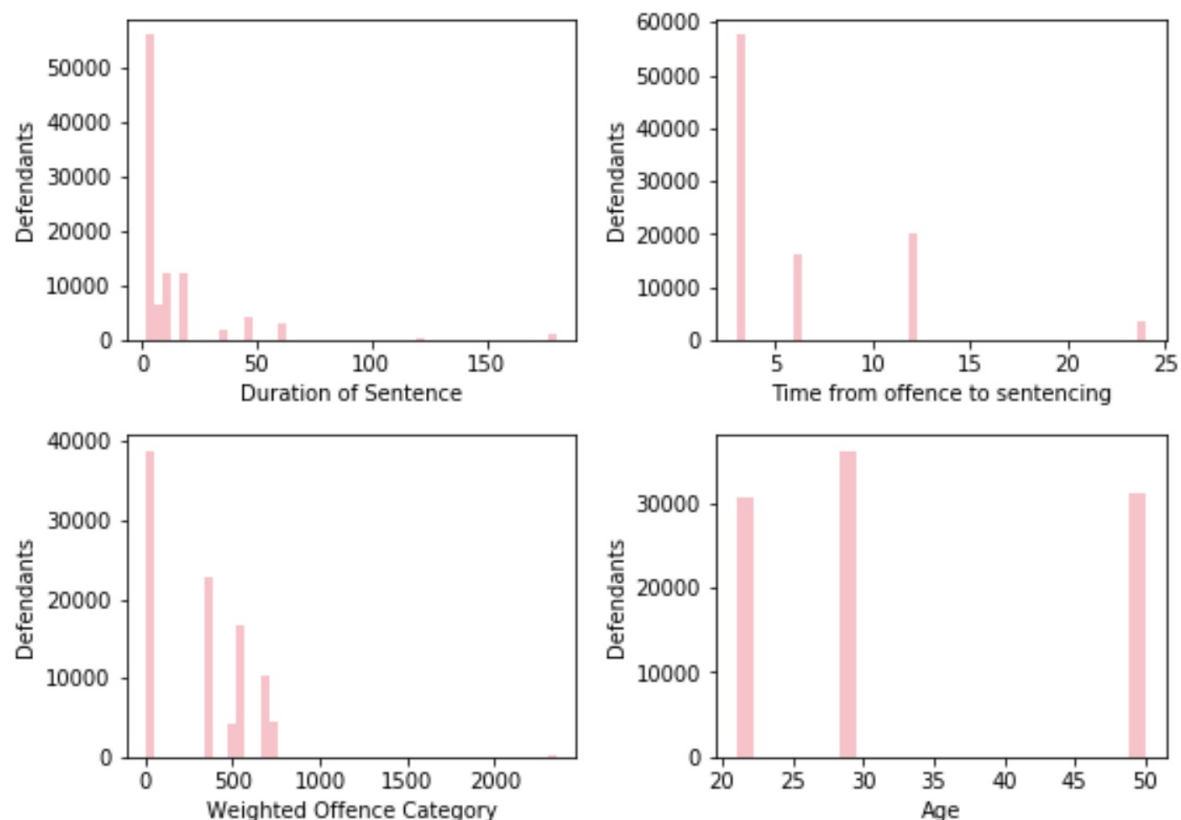 50000
40000
30000
20000
10000
0
Defendants
0 50 100 150
Duration of Sentence
60000
50000
40000
30000
20000
10000
0
Defendants
5 10 15 20 25
Time from offence to sentencing
40000
30000
20000
10000
0
Defendants
0 500 1000 1500 2000
Weighted Offence Category
30000
20000
10000
0
Defendants
20 25 30 35 40 45 50
Age